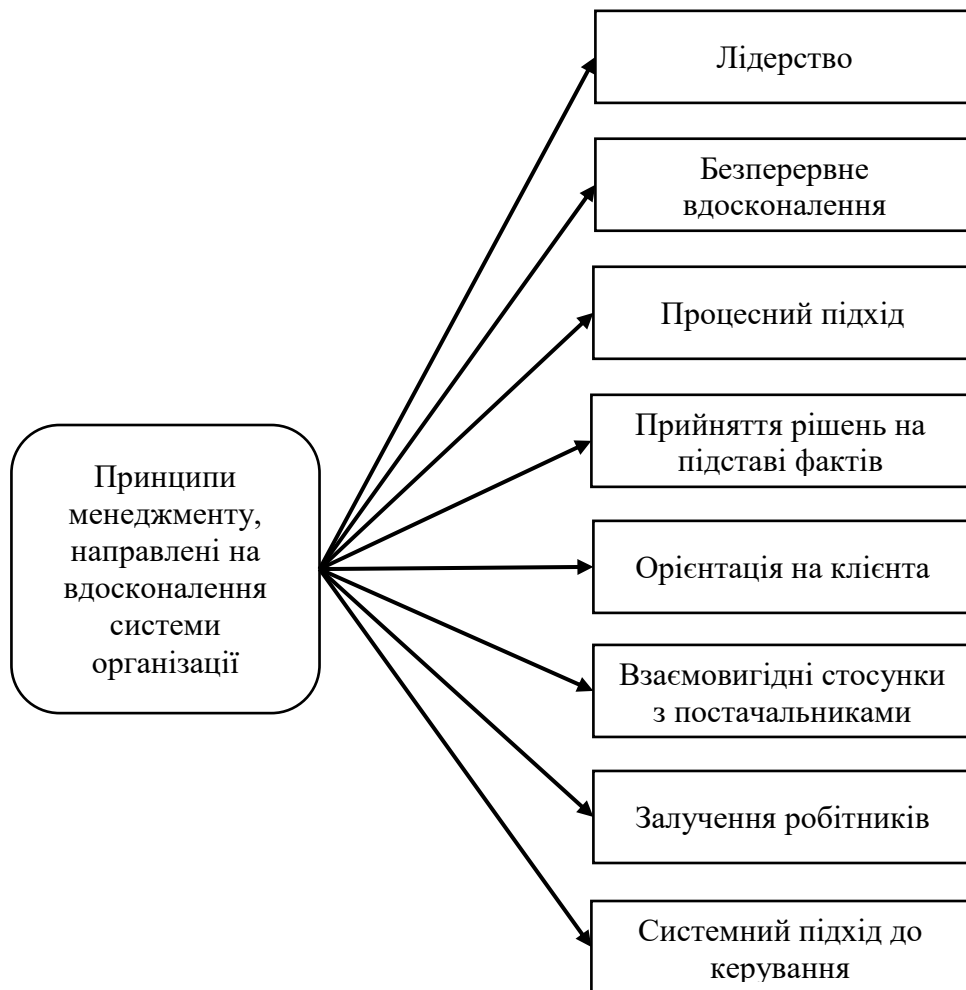 Лідерство
Безперервне
вдосконалення
Процесний підхід
Прийняття рішень на
підставі фактів
Принципи
менеджменту,
направлені на
вдосконалення
системи
організації
Орієнтація на клієнта
Взаємовигідні стосунки
з постачальниками
Залучення робітників
Системний підхід до
керування